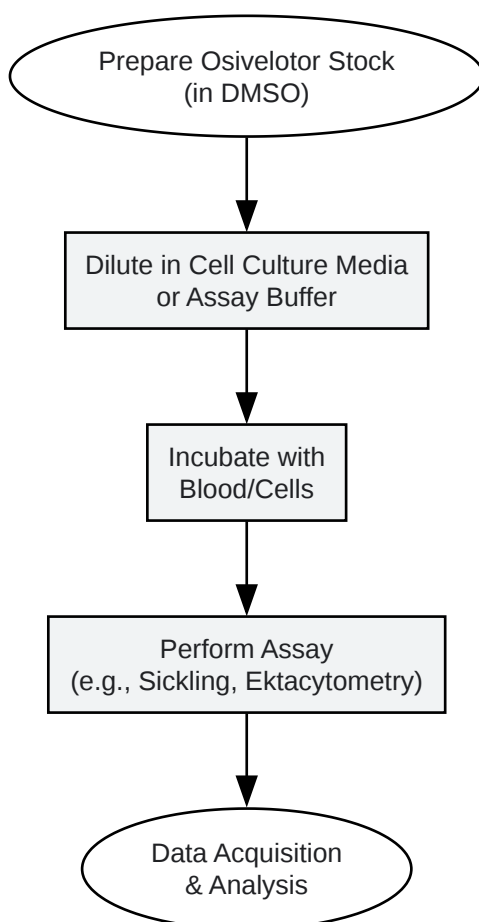 Prepare Osivelotor Stock
(in DMSO)
Dilute in Cell Culture Media
or Assay Buffer
Incubate with
Blood/Cells
Perform Assay
(e.g., Sickling, Ektacytometry)
Data Acquisition
& Analysis